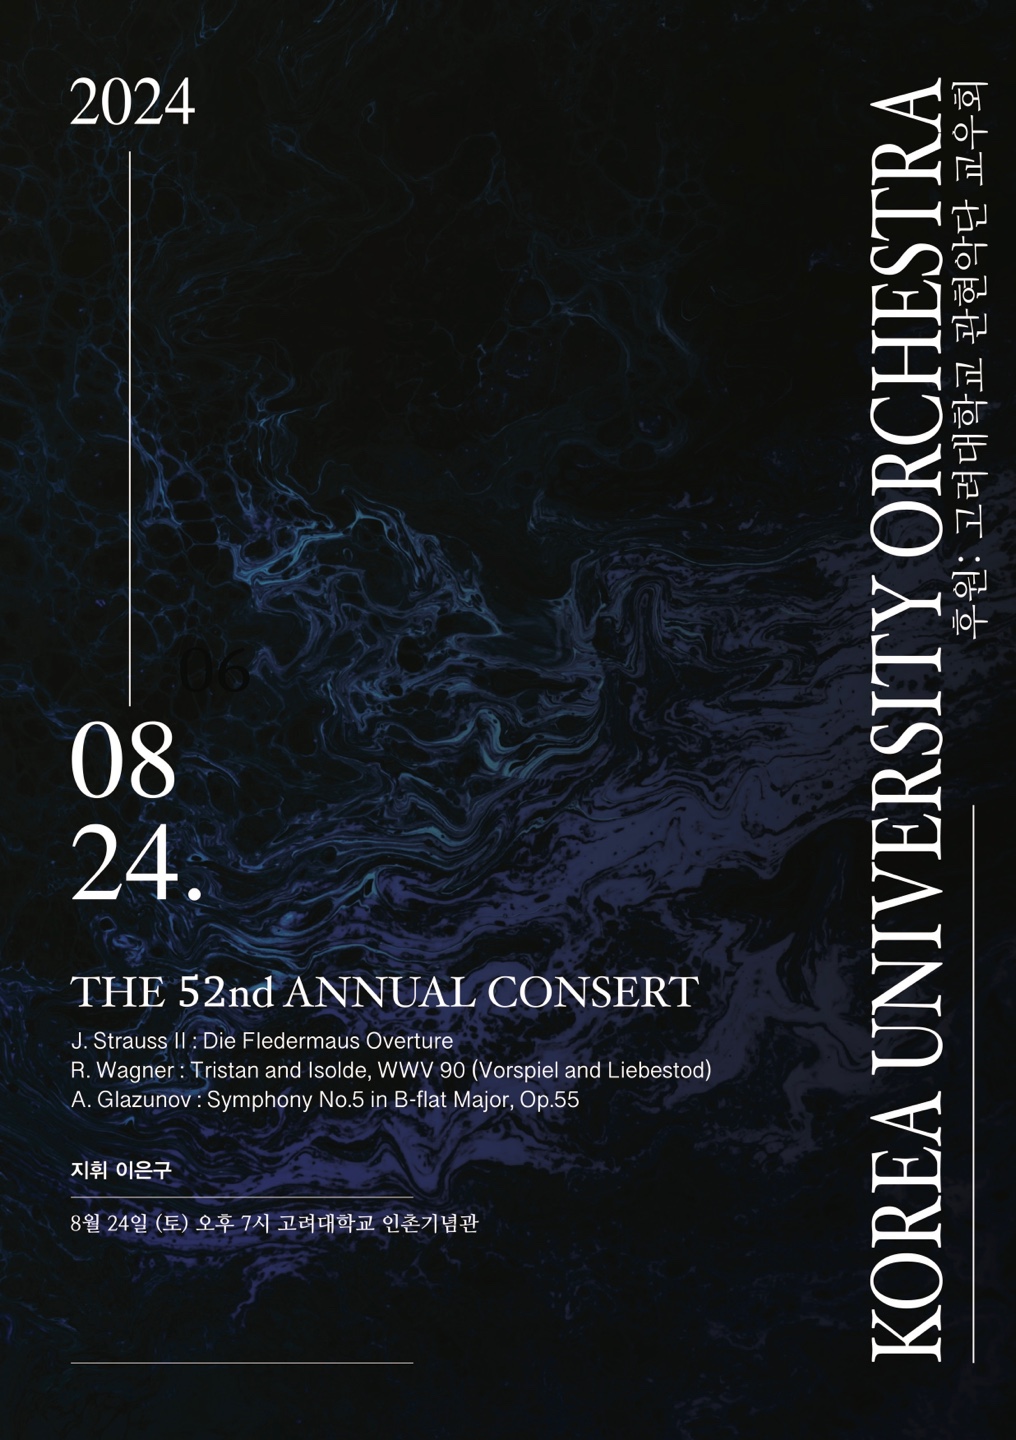 2024
06
08
24.
THE 52nd ANNUAL CONSERT
J. Strauss II : Die Fledermaus Overture
R. Wagner : Tristan and Isolde, WWV 90 (Vorspiel and Liebestod)
A. Glazunov : Symphony No.5 in B-flat Major, Op.55
지휘 이은구
8월 24일 (토) 오후 7시 고려대학교 인촌기념관
KOREA UNIVERSITY ORCHESTRA
후원: 고려대학교 관현악단 교우회